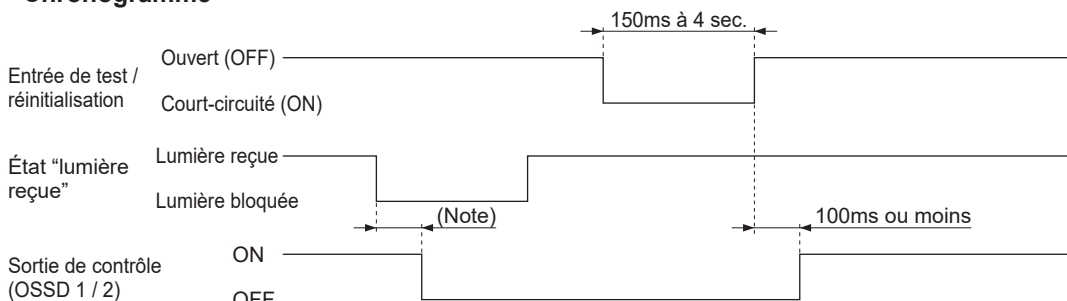 Chronogramme
150ms à 4 sec.
Entrée de test /
réinitialisation
Ouvert (OFF)
Court-circuité (ON)
État “lumière
reçue”
Lumière reçue
Lumière bloquée
(Note)
100ms ou moins
Sortie de contrôle
(OSSD 1 / 2)
ON
OFF